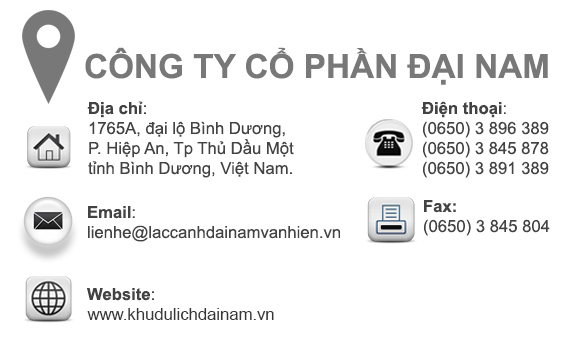 CÔNG TY CỔ PHẦN ĐẠI NAM
Địa chỉ:
1765A, đại lộ Bình Dương,
P. Hiệp An, Tp Thủ Dầu Một
tỉnh Bình Dương, Việt Nam.
Điện thoại:
(0650) 3 896 389
(0650) 3 845 878
(0650) 3 891 389
Email:
lienhe@laccanhdainamvanhien.vn
Fax:
(0650) 3 845 804
Website:
www.khudulichdainam.vn